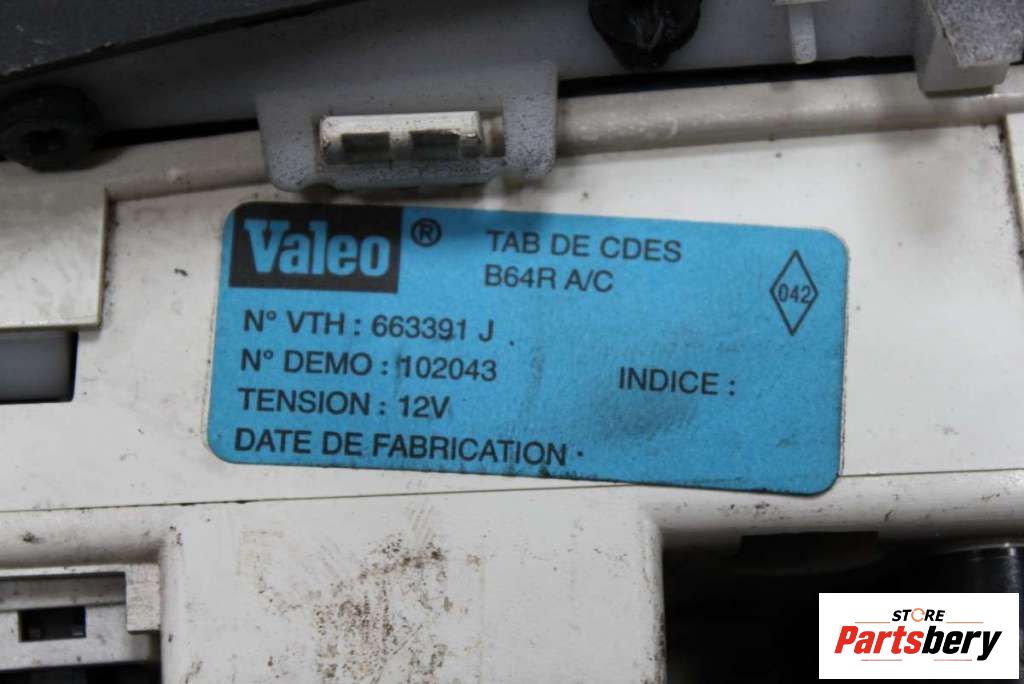 Valeo ®
TAB DE CDES
B64R A/C
042
N° VTH : 663391 J .
N° DEMO : 102043
INDICE :
TENSION : 12V
DATE DE FABRICATION ·
STORE
Partsbery